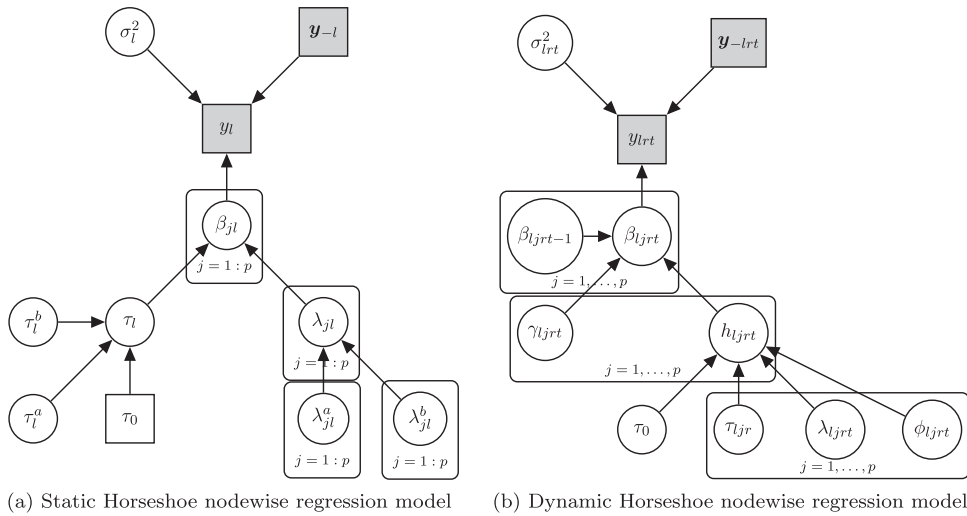 σ²_l
y_{-l}
y_l
β_{jl}
j = 1 : p
τ^b_l
τ_l
λ_{jl}
j = 1 : p
τ^a_l
τ_0
λ^a_{jl}
j = 1 : p
λ^b_{jl}
j = 1 : p
(a) Static Horseshoe nodewise regression model
σ²_{lrt}
y_{-lrt}
y_{lrt}
β_{ljrt-1}
β_{ljrt}
j = 1, . . . , p
γ_{ljrt}
h_{ljrt}
j = 1, . . . , p
τ_0
τ_{ljr}
λ_{ljrt}
φ_{ljrt}
j = 1, . . . , p
(b) Dynamic Horseshoe nodewise regression model